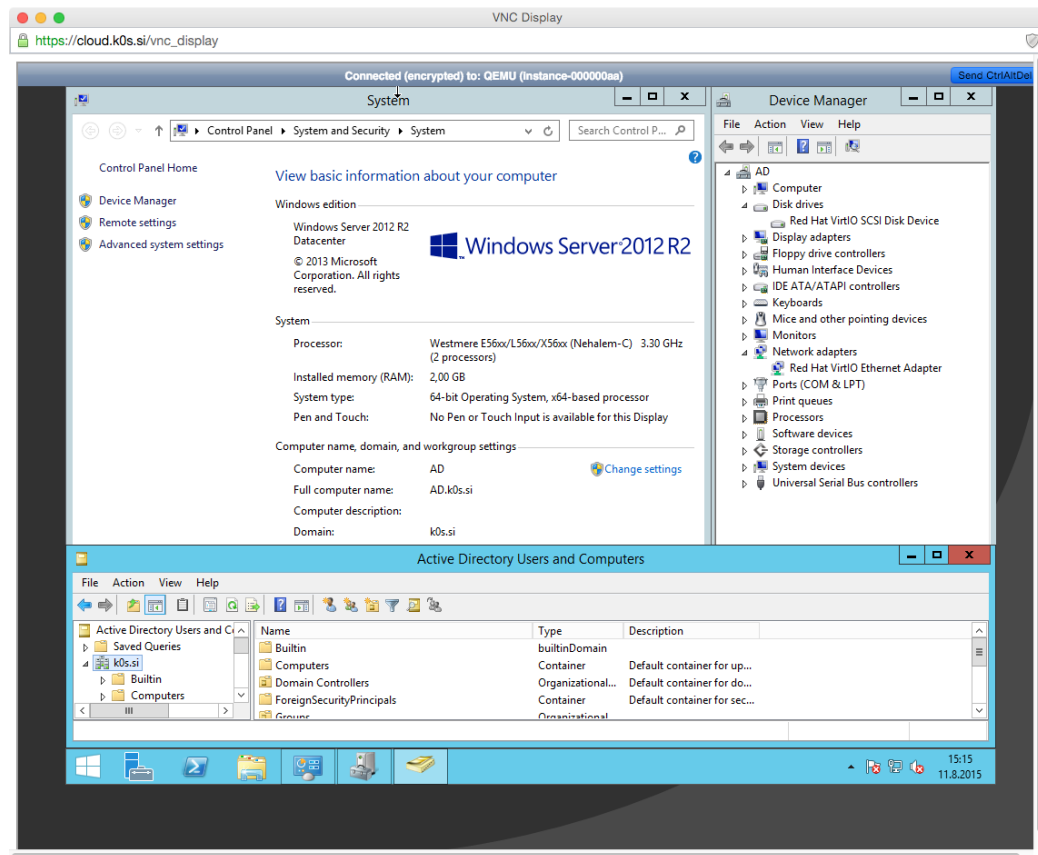 VNC Display
https://cloud.k0s.si/vnc_display
Connected (encrypted) to: QEMU (Instance-000000aa)
Send CtrlAltDel
System
Control Panel System and Security System
Search Control P...
Control Panel Home
Device Manager
Remote settings
Advanced system settings
View basic information about your computer
Windows edition
Windows Server 2012 R2
Datacenter
© 2013 Microsoft
Corporation. All rights
reserved.
Windows Server 2012 R2
System
Processor: Westmere E56xx/L56xx/X56xx (Nehalem-C) 3.30 GHz
(2 processors)
Installed memory (RAM): 2,00 GB
System type: 64-bit Operating System, x64-based processor
Pen and Touch: No Pen or Touch Input is available for this Display
Computer name, domain, and workgroup settings
Computer name: AD
Change settings
Full computer name: AD.k0s.si
Computer description:
Domain: k0s.si
Device Manager
File Action View Help
AD
Computer
Disk drives
Red Hat VirtIO SCSI Disk Device
Display adapters
Floppy drive controllers
Human Interface Devices
IDE ATA/ATAPI controllers
Keyboards
Mice and other pointing devices
Monitors
Network adapters
Red Hat VirtIO Ethernet Adapter
Ports (COM & LPT)
Print queues
Processors
Software devices
Storage controllers
System devices
Universal Serial Bus controllers
Active Directory Users and Computers
File Action View Help
Active Directory Users and C
Saved Queries
k0s.si
Builtin
Computers
Name Type Description
Builtin builtinDomain
Computers Container Default container for up...
Domain Controllers Organizational... Default container for do...
ForeignSecurityPrincipals Container Default container for sec...
Groups Organizational
15:15
11.8.2015